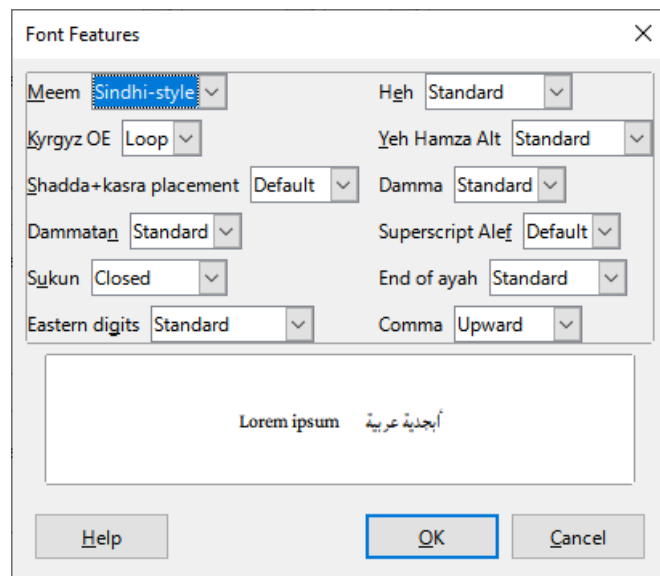 Font Features
Meem Sindhi-style Heh Standard
Kyrgyz OE Loop Yeh Hamza Alt Standard
Shadda+kasra placement Default Damma Standard
Dammatan Standard Superscript Alef Default
Sukun Closed End of ayah Standard
Eastern digits Standard Comma Upward
Lorem ipsum أبجدية عربية
Help OK Cancel